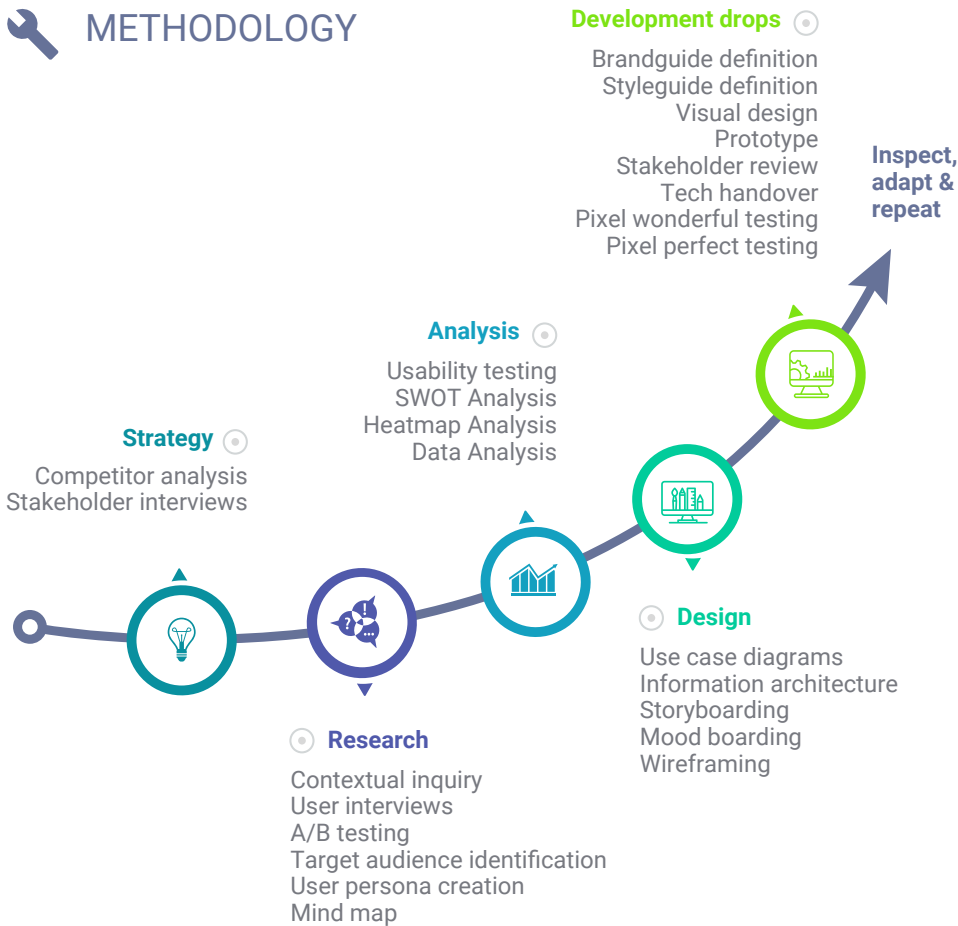 METHODOLOGY
Development drops
Brandguide definition
Styleguide definition
Visual design
Prototype
Stakeholder review
Tech handover
Pixel wonderful testing
Pixel perfect testing
Inspect,
adapt &
repeat
Analysis
Usability testing
SWOT Analysis
Heatmap Analysis
Data Analysis
Strategy
Competitor analysis
Stakeholder interviews
? ! ...
Design
Use case diagrams
Information architecture
Storyboarding
Mood boarding
Wireframing
Research
Contextual inquiry
User interviews
A/B testing
Target audience identification
User persona creation
Mind map